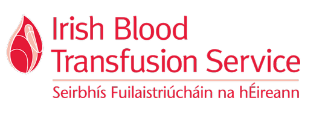 Irish Blood
Transfusion Service
Seirbhís Fuilaistriúcháin na hÉireann